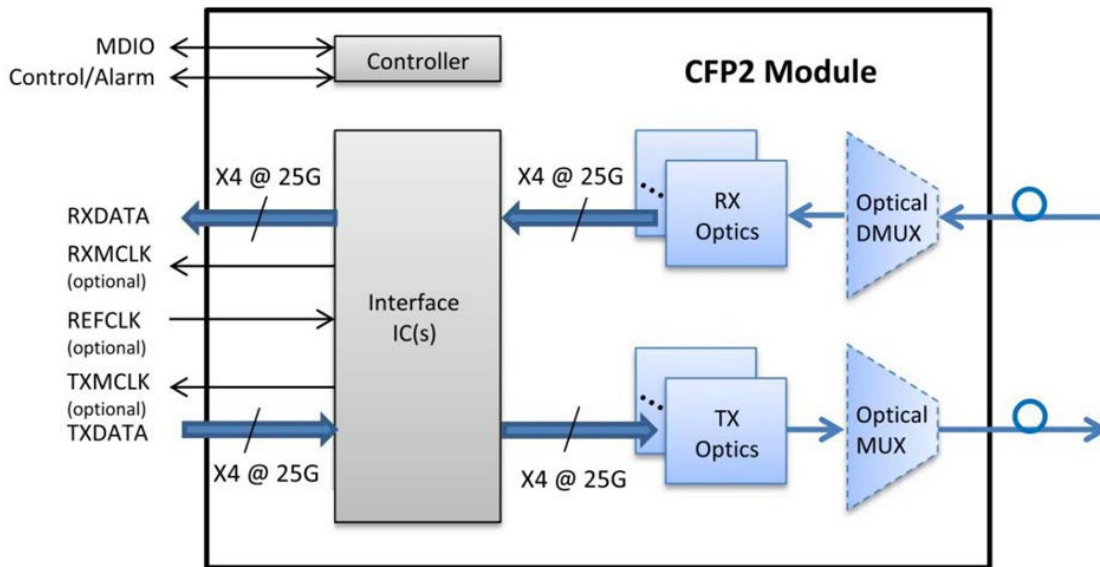 MDIO
Control/Alarm
Controller
CFP2 Module
X4 @ 25G
X4 @ 25G
RXDATA
RXMCLK
(optional)
REFCLK
(optional)
TXMCLK
(optional)
TXDATA
X4 @ 25G
X4 @ 25G
Interface
IC(s)
RX
Optics
Optical
DMUX
TX
Optics
Optical
MUX